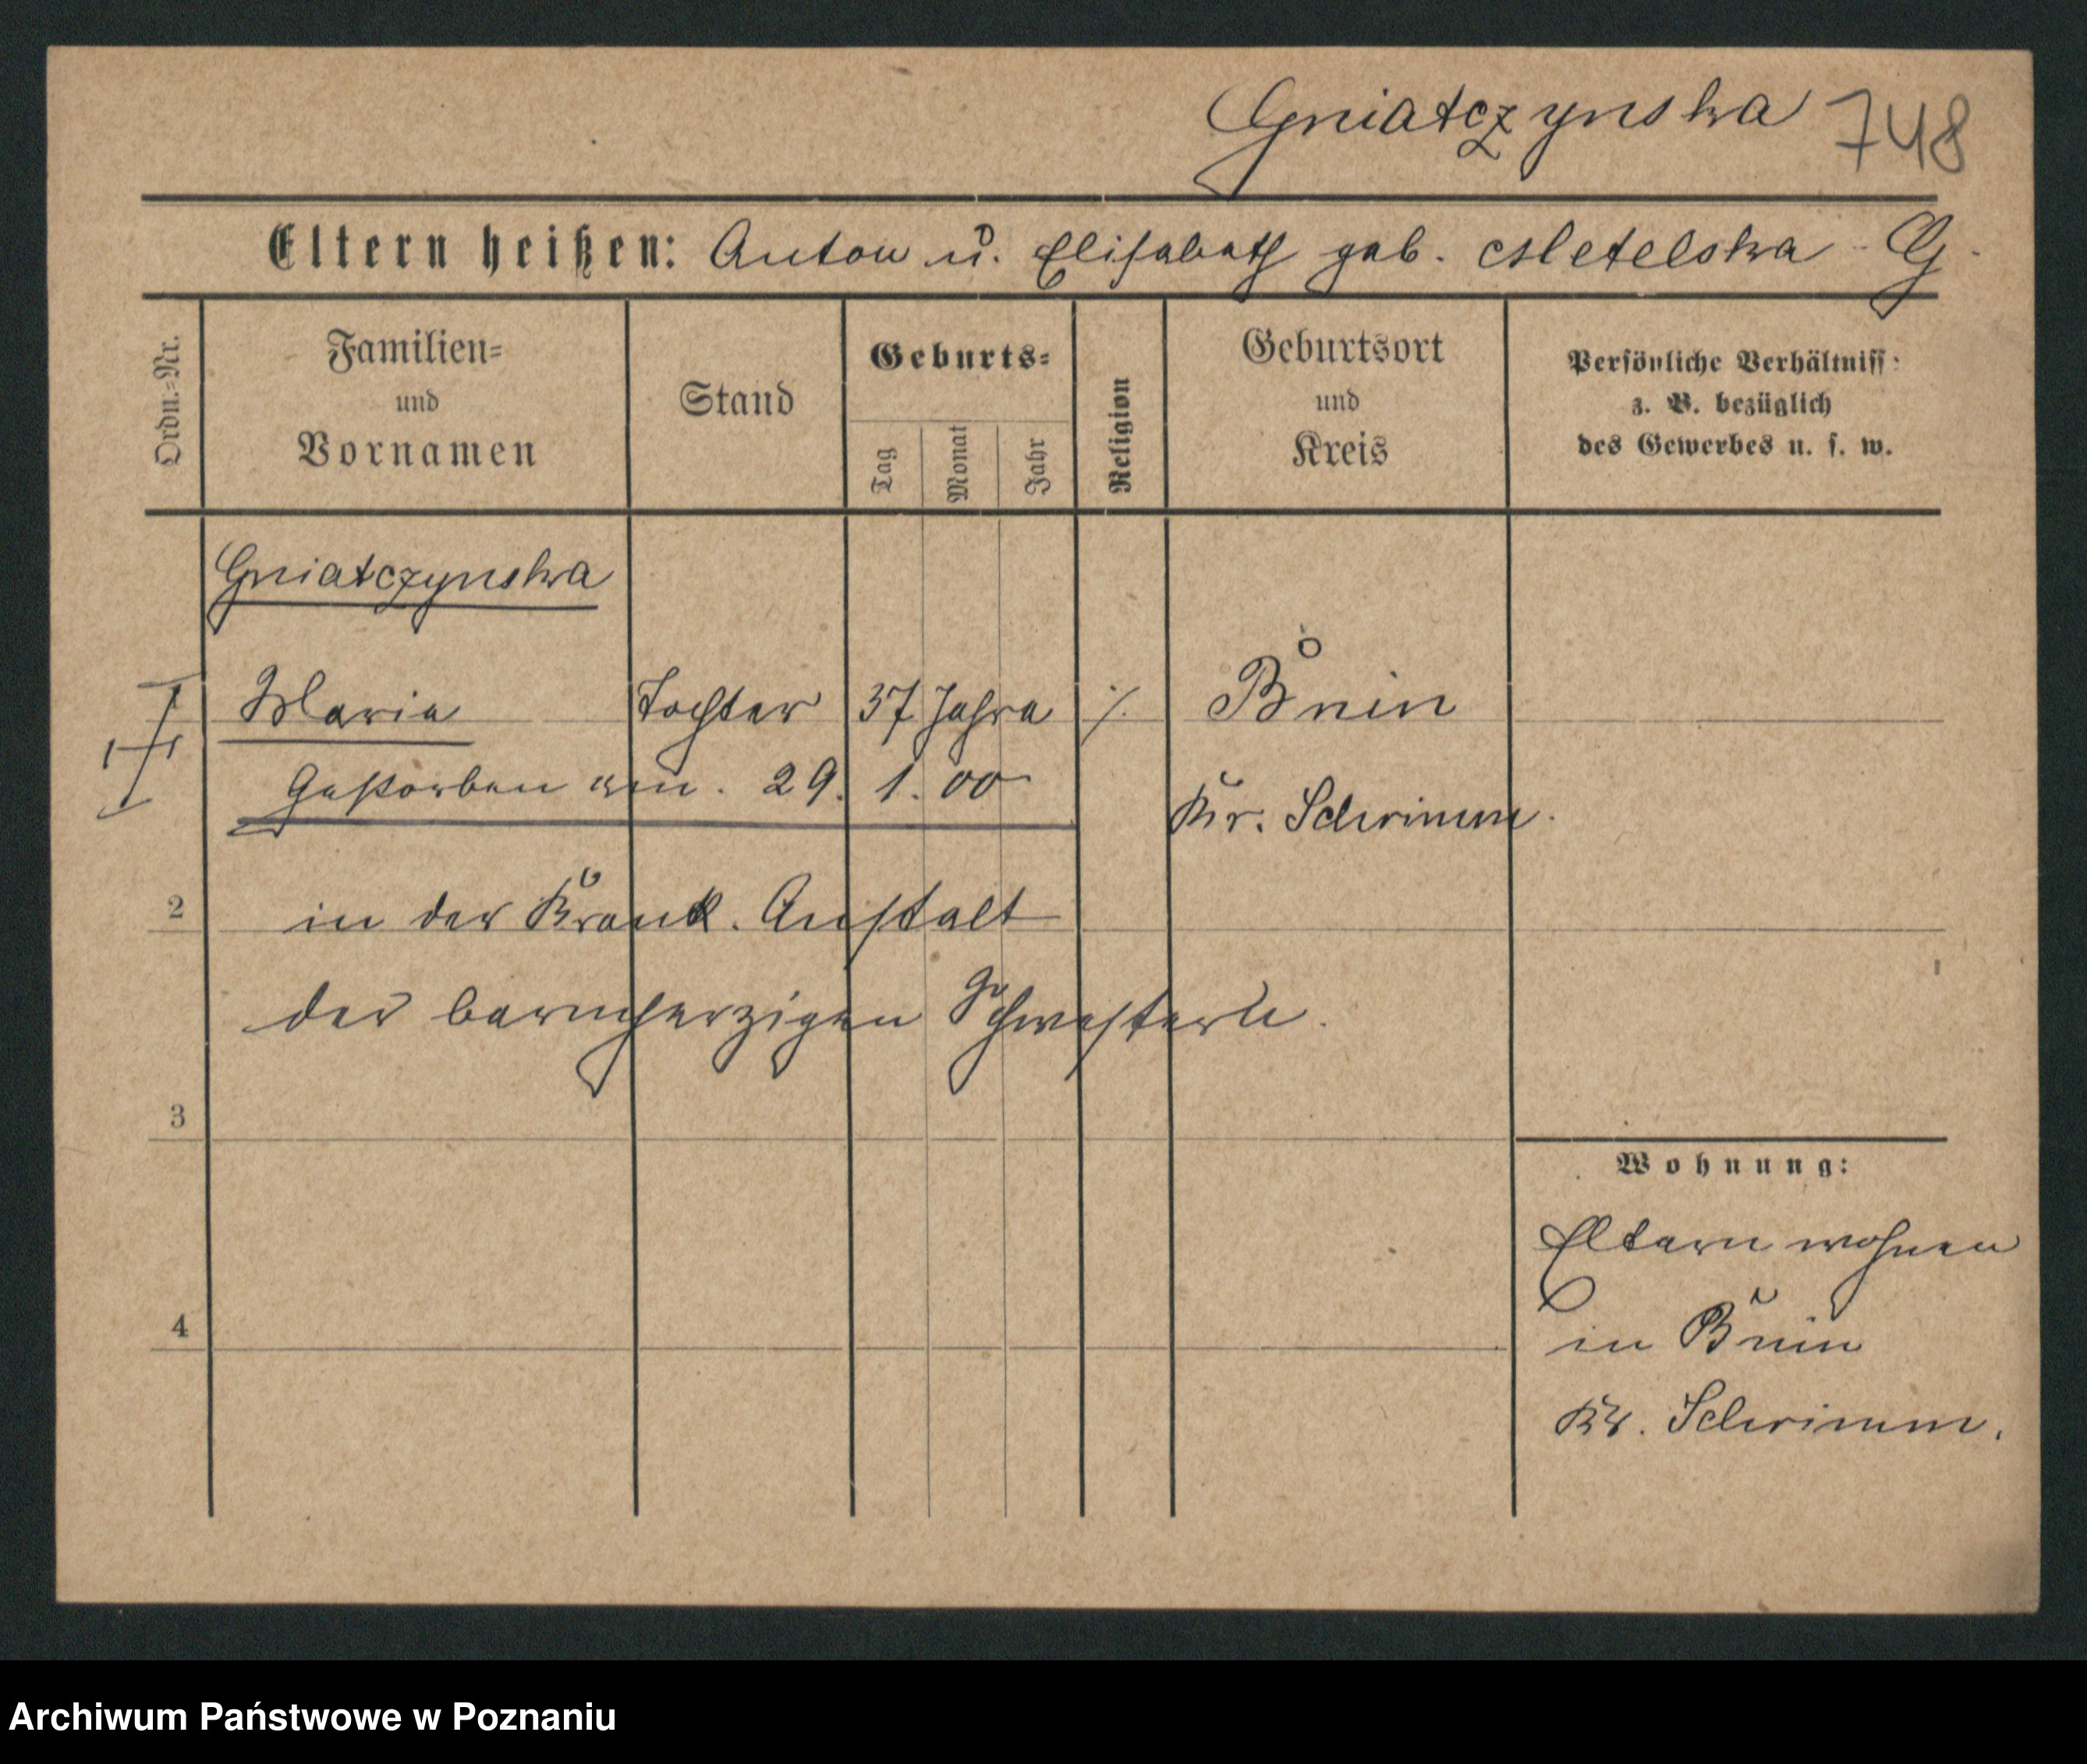 Gniatczynska 748
Eltern heißen: Anton u. Elisabeth geb. Metelska - G.
Ordn.-Nr.
Familien-
und
Vornamen
Stand
Geburts-
Tag
Monat
Jahr
Religion
Geburtsort
und
Kreis
Persönliche Verhältniss:
z. B. bezüglich
des Gewerbes u. s. w.
Gniatczynska
Maria Tochter 37 Jahre ./. Bnin
Gestorben am. 29. 1. 00
Kr. Schrimm.
2 in der Krank. Anstalt
der barmherzigen Schwestern.
3
Wohnung:
Eltern wohnen
4
in Bnin
Kr. Schrimm.
Archiwum Państwowe w Poznaniu